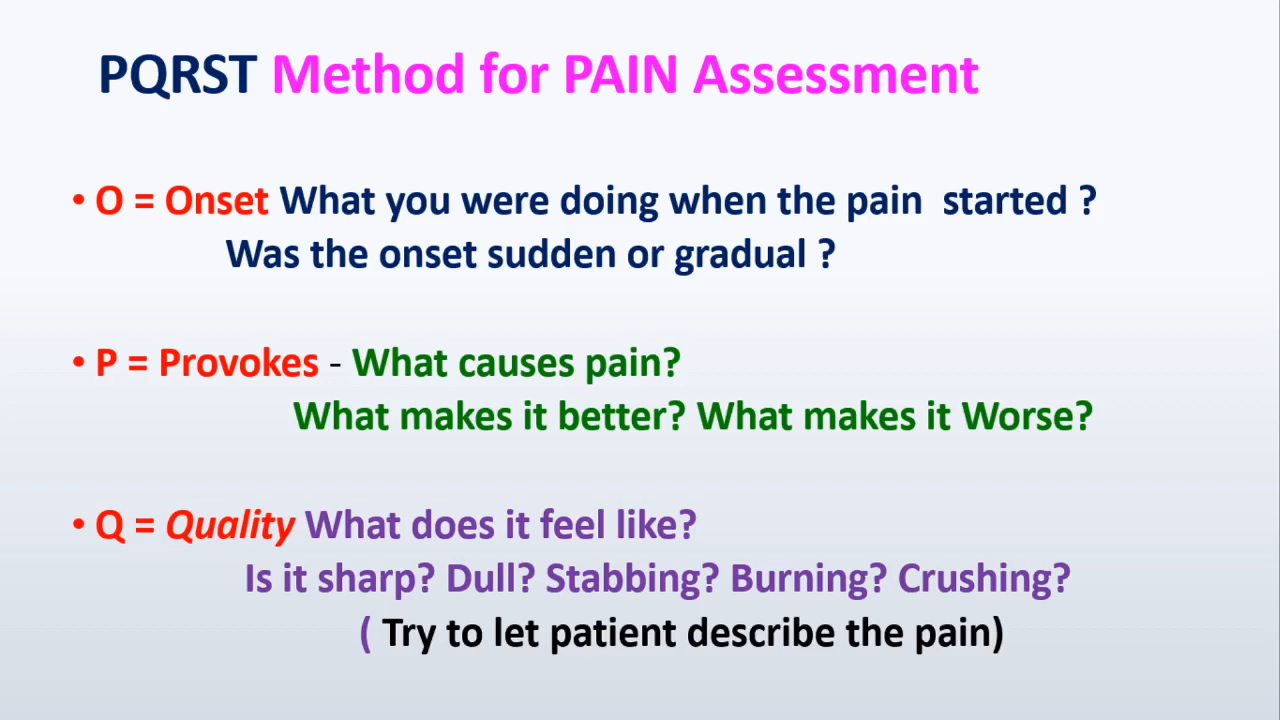 PQRST Method for PAIN Assessment
• O = Onset What you were doing when the pain  started ?
Was the onset sudden or gradual ?
• P = Provokes - What causes pain?
What makes it better? What makes it Worse?
• Q = Quality What does it feel like?
Is it sharp? Dull? Stabbing? Burning? Crushing?
( Try to let patient describe the pain)